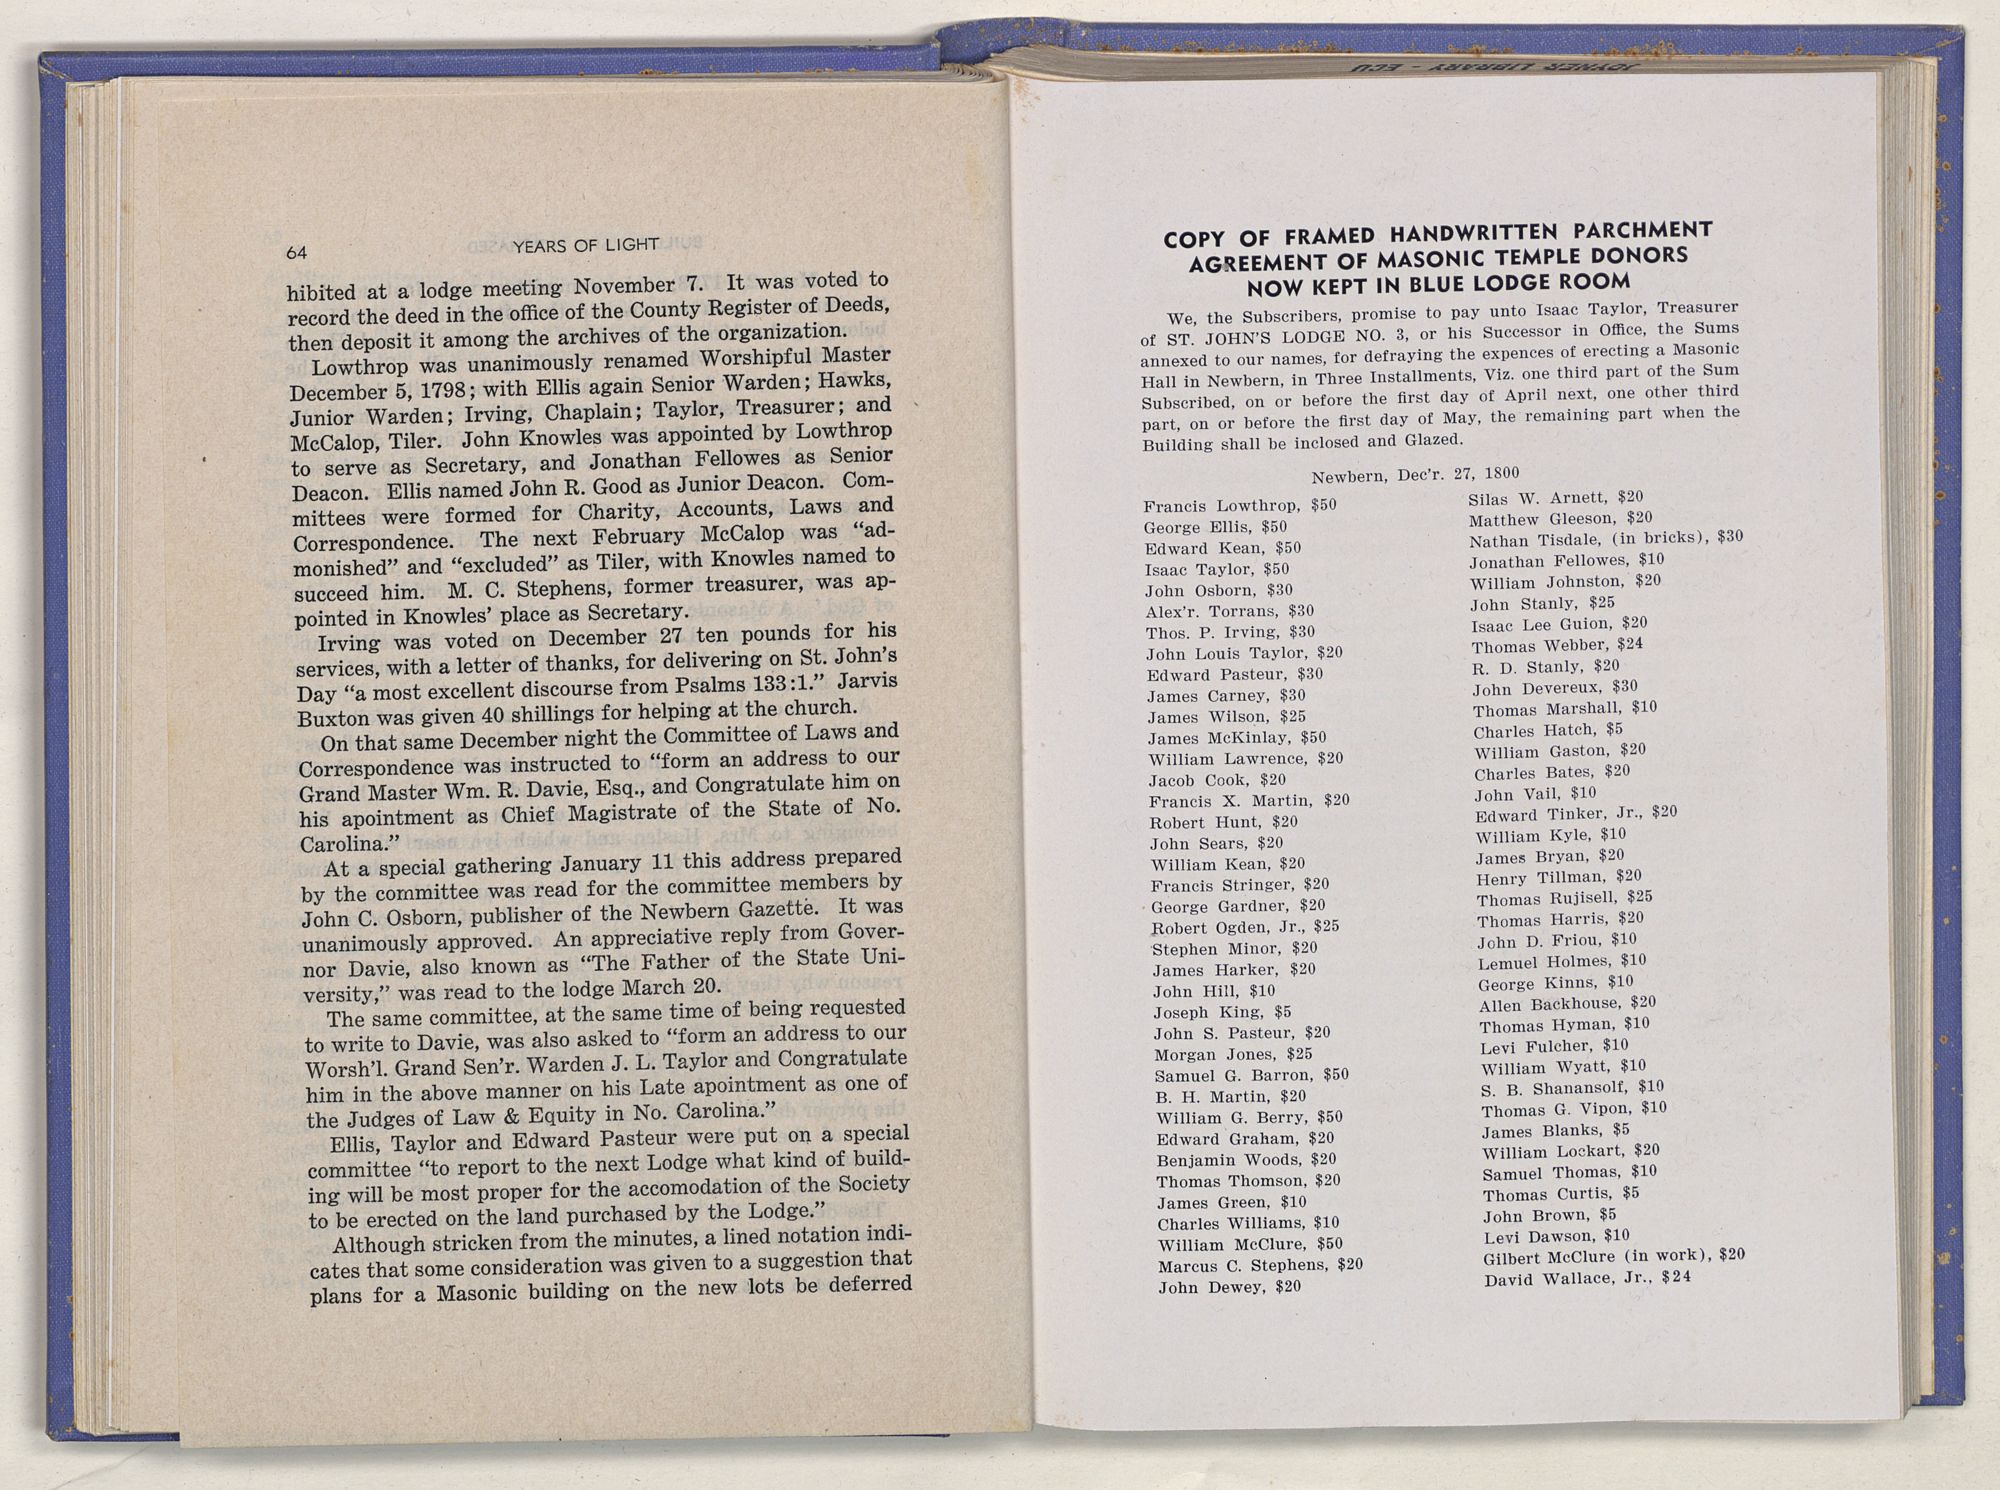 JOYNER LIBRARY - ECU
64
YEARS OF LIGHT
hibited at a lodge meeting November 7. It was voted to
record the deed in the office of the County Register of Deeds,
then deposit it among the archives of the organization.
Lowthrop was unanimously renamed Worshipful Master
December 5, 1798; with Ellis again Senior Warden; Hawks,
Junior Warden; Irving, Chaplain; Taylor, Treasurer; and
McCalop, Tiler. John Knowles was appointed by Lowthrop
to serve as Secretary, and Jonathan Fellowes as Senior
Deacon. Ellis named John R. Good as Junior Deacon. Com-
mittees were formed for Charity, Accounts, Laws and
Correspondence. The next February McCalop was “ad-
monished” and “excluded” as Tiler, with Knowles named to
succeed him. M. C. Stephens, former treasurer, was ap-
pointed in Knowles’ place as Secretary.
Irving was voted on December 27 ten pounds for his
services, with a letter of thanks, for delivering on St. John’s
Day “a most excellent discourse from Psalms 133:1.” Jarvis
Buxton was given 40 shillings for helping at the church.
On that same December night the Committee of Laws and
Correspondence was instructed to “form an address to our
Grand Master Wm. R. Davie, Esq., and Congratulate him on
his apointment as Chief Magistrate of the State of No.
Carolina.”
At a special gathering January 11 this address prepared
by the committee was read for the committee members by
John C. Osborn, publisher of the Newbern Gazette. It was
unanimously approved. An appreciative reply from Gover-
nor Davie, also known as “The Father of the State Uni-
versity,” was read to the lodge March 20.
The same committee, at the same time of being requested
to write to Davie, was also asked to “form an address to our
Worsh’l. Grand Sen’r. Warden J. L. Taylor and Congratulate
him in the above manner on his Late apointment as one of
the Judges of Law & Equity in No. Carolina.”
Ellis, Taylor and Edward Pasteur were put on a special
committee “to report to the next Lodge what kind of build-
ing will be most proper for the accomodation of the Society
to be erected on the land purchased by the Lodge.”
Although stricken from the minutes, a lined notation indi-
cates that some consideration was given to a suggestion that
plans for a Masonic building on the new lots be deferred
COPY OF FRAMED HANDWRITTEN PARCHMENT
AGREEMENT OF MASONIC TEMPLE DONORS
NOW KEPT IN BLUE LODGE ROOM
We, the Subscribers, promise to pay unto Isaac Taylor, Treasurer
of ST. JOHN’S LODGE NO. 3, or his Successor in Office, the Sums
annexed to our names, for defraying the expences of erecting a Masonic
Hall in Newbern, in Three Installments, Viz. one third part of the Sum
Subscribed, on or before the first day of April next, one other third
part, on or before the first day of May, the remaining part when the
Building shall be inclosed and Glazed.
Newbern, Dec’r. 27, 1800
Francis Lowthrop, $50
George Ellis, $50
Edward Kean, $50
Isaac Taylor, $50
John Osborn, $30
Alex’r. Torrans, $30
Thos. P. Irving, $30
John Louis Taylor, $20
Edward Pasteur, $30
James Carney, $30
James Wilson, $25
James McKinlay, $50
William Lawrence, $20
Jacob Cook, $20
Francis X. Martin, $20
Robert Hunt, $20
John Sears, $20
William Kean, $20
Francis Stringer, $20
George Gardner, $20
Robert Ogden, Jr., $25
Stephen Minor, $20
James Harker, $20
John Hill, $10
Joseph King, $5
John S. Pasteur, $20
Morgan Jones, $25
Samuel G. Barron, $50
B. H. Martin, $20
William G. Berry, $50
Edward Graham, $20
Benjamin Woods, $20
Thomas Thomson, $20
James Green, $10
Charles Williams, $10
William McClure, $50
Marcus C. Stephens, $20
John Dewey, $20
Silas W. Arnett, $20
Matthew Gleeson, $20
Nathan Tisdale, (in bricks), $30
Jonathan Fellowes, $10
William Johnston, $20
John Stanly, $25
Isaac Lee Guion, $20
Thomas Webber, $24
R. D. Stanly, $20
John Devereux, $30
Thomas Marshall, $10
Charles Hatch, $5
William Gaston, $20
Charles Bates, $20
John Vail, $10
Edward Tinker, Jr., $20
William Kyle, $10
James Bryan, $20
Henry Tillman, $20
Thomas Rujisell, $25
Thomas Harris, $20
John D. Friou, $10
Lemuel Holmes, $10
George Kinns, $10
Allen Backhouse, $20
Thomas Hyman, $10
Levi Fulcher, $10
William Wyatt, $10
S. B. Shanansolf, $10
Thomas G. Vipon, $10
James Blanks, $5
William Lockart, $20
Samuel Thomas, $10
Thomas Curtis, $5
John Brown, $5
Levi Dawson, $10
Gilbert McClure (in work), $20
David Wallace, Jr., $24